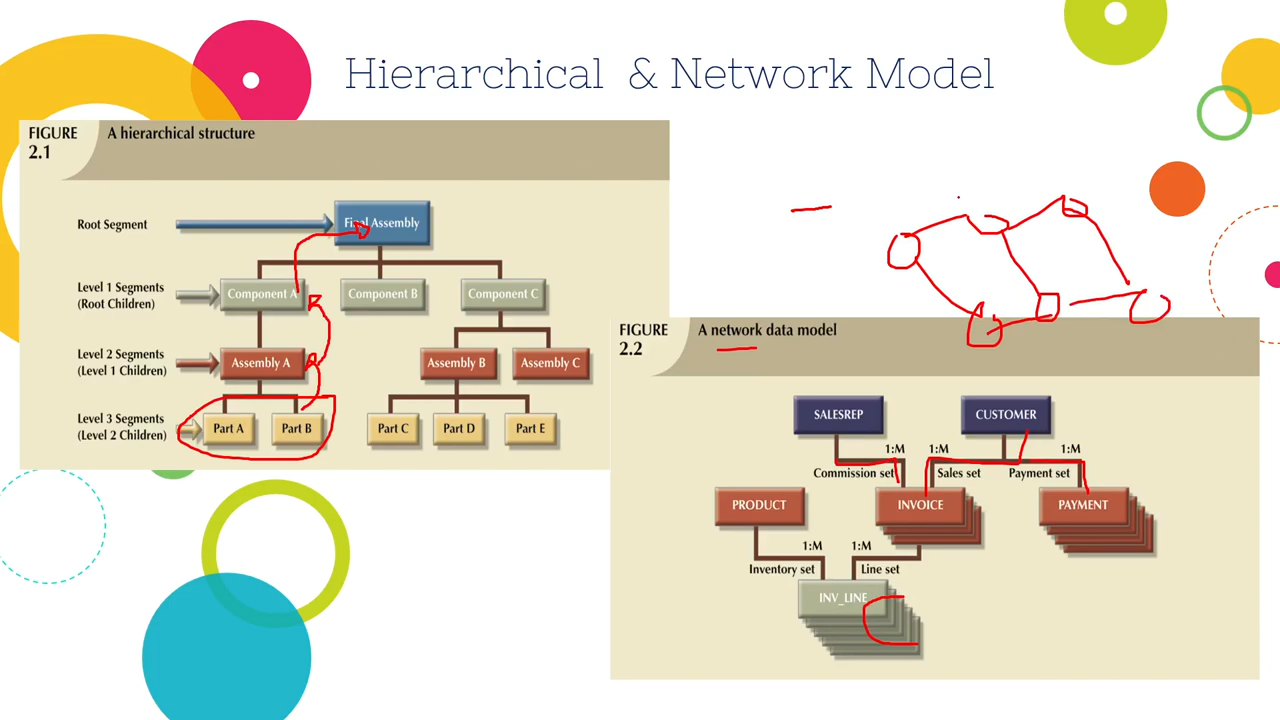 Hierarchical & Network Model
FIGURE 2.1
A hierarchical structure
Root Segment
Final Assembly
Level 1 Segments
(Root Children)
Component A
Component B
Component C
Level 2 Segments
(Level 1 Children)
Assembly A
Assembly B
Assembly C
Level 3 Segments
(Level 2 Children)
Part A
Part B
Part C
Part D
Part E
FIGURE 2.2
A network data model
SALESREP
CUSTOMER
1:M
1:M
1:M
Commission set
Sales set
Payment set
PRODUCT
INVOICE
PAYMENT
1:M
1:M
Inventory set
Line set
INV_LINE